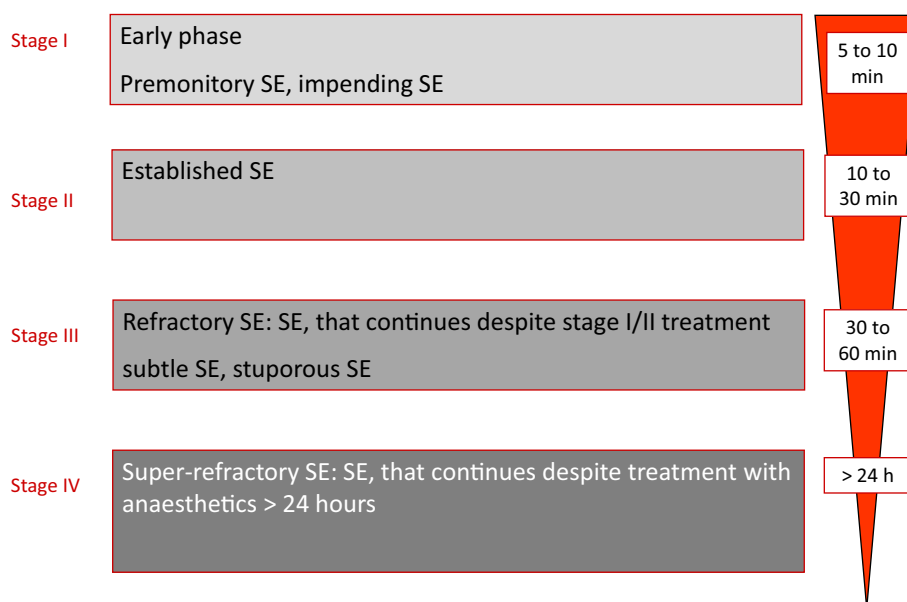 Stage I
Early phase
Premonitory SE, impending SE
5 to 10
min
Stage II
Established SE
10 to
30 min
Stage III
Refractory SE: SE, that continues despite stage I/II treatment
subtle SE, stuporous SE
30 to
60 min
Stage IV
Super-refractory SE: SE, that continues despite treatment with
anaesthetics > 24 hours
> 24 h